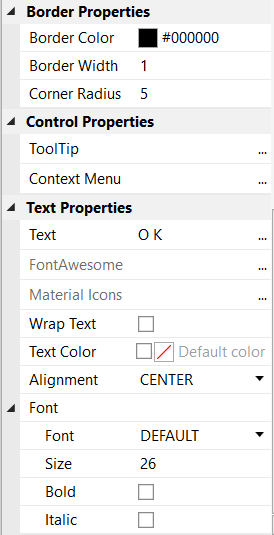 Border Properties
Border Color #000000
Border Width 1
Corner Radius 5
Control Properties
ToolTip ...
Context Menu ...
Text Properties
Text O K ...
FontAwesome ...
Material Icons ...
Wrap Text
Text Color Default color
Alignment CENTER
Font
Font DEFAULT
Size 26
Bold
Italic